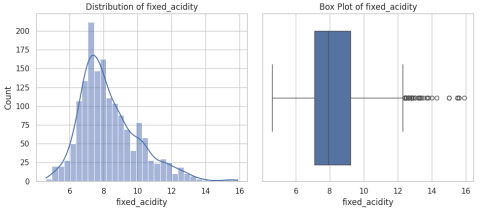 Distribution of fixed_acidity
Count
200
175
150
125
100
75
50
25
0
6 8 10 12 14 16
fixed_acidity
Box Plot of fixed_acidity
6 8 10 12 14 16
fixed_acidity